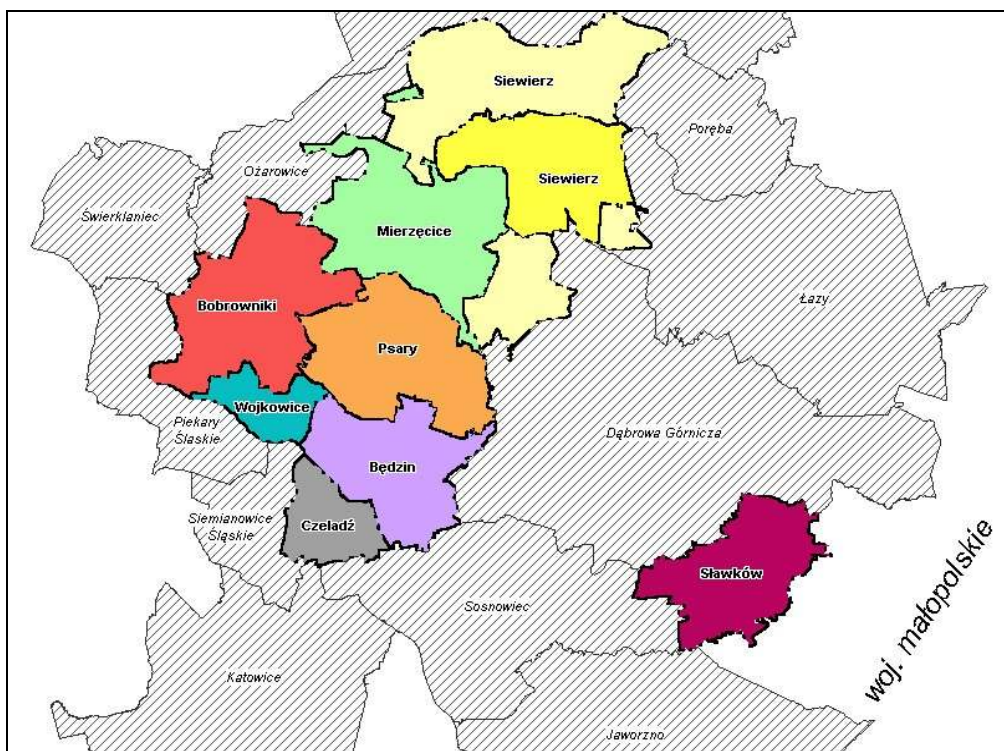 Siewierz
Poręba
Ożarowice
Siewierz
Świerklaniec
Mierzęcice
Bobrowniki
Łazy
Psary
Wojkowice
Piekary
Śląskie
Dąbrowa Górnicza
Będzin
Siemianowice
Śląskie
Czeladź
Sławków
Sosnowiec
woj. małopolskie
Katowice
Jaworzno